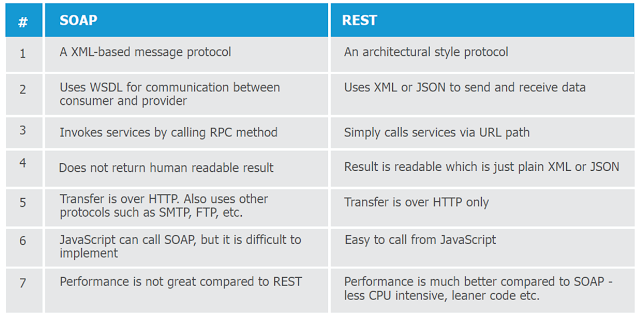 # SOAP REST
1 A XML-based message protocol An architectural style protocol
2 Uses WSDL for communication between Uses XML or JSON to send and receive data
consumer and provider
3 Invokes services by calling RPC method Simply calls services via URL path
4 Does not return human readable result Result is readable which is just plain XML or JSON
5 Transfer is over HTTP. Also uses other Transfer is over HTTP only
protocols such as SMTP, FTP, etc.
6 JavaScript can call SOAP, but it is difficult to Easy to call from JavaScript
implement
7 Performance is not great compared to REST Performance is much better compared to SOAP -
less CPU intensive, leaner code etc.